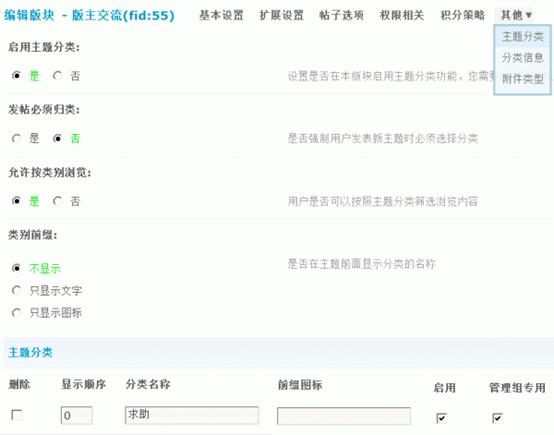 编辑版块 - 版主交流(fid:55) 基本设置 扩展设置 帖子选项 权限相关 积分策略 其他▼
主题分类
分类信息
附件类型
启用主题分类:
是 否 设置是否在本版块启用主题分类功能，您需要
发帖必须归类:
是 否 是否强制用户发表新主题时必须选择分类
允许按类别浏览:
是 否 用户是否可以按照主题分类筛选浏览内容
类别前缀:
不显示 是否在主题前面显示分类的名称
只显示文字
只显示图标
主题分类
删除 显示顺序 分类名称 前缀图标 启用 管理组专用
0 求助